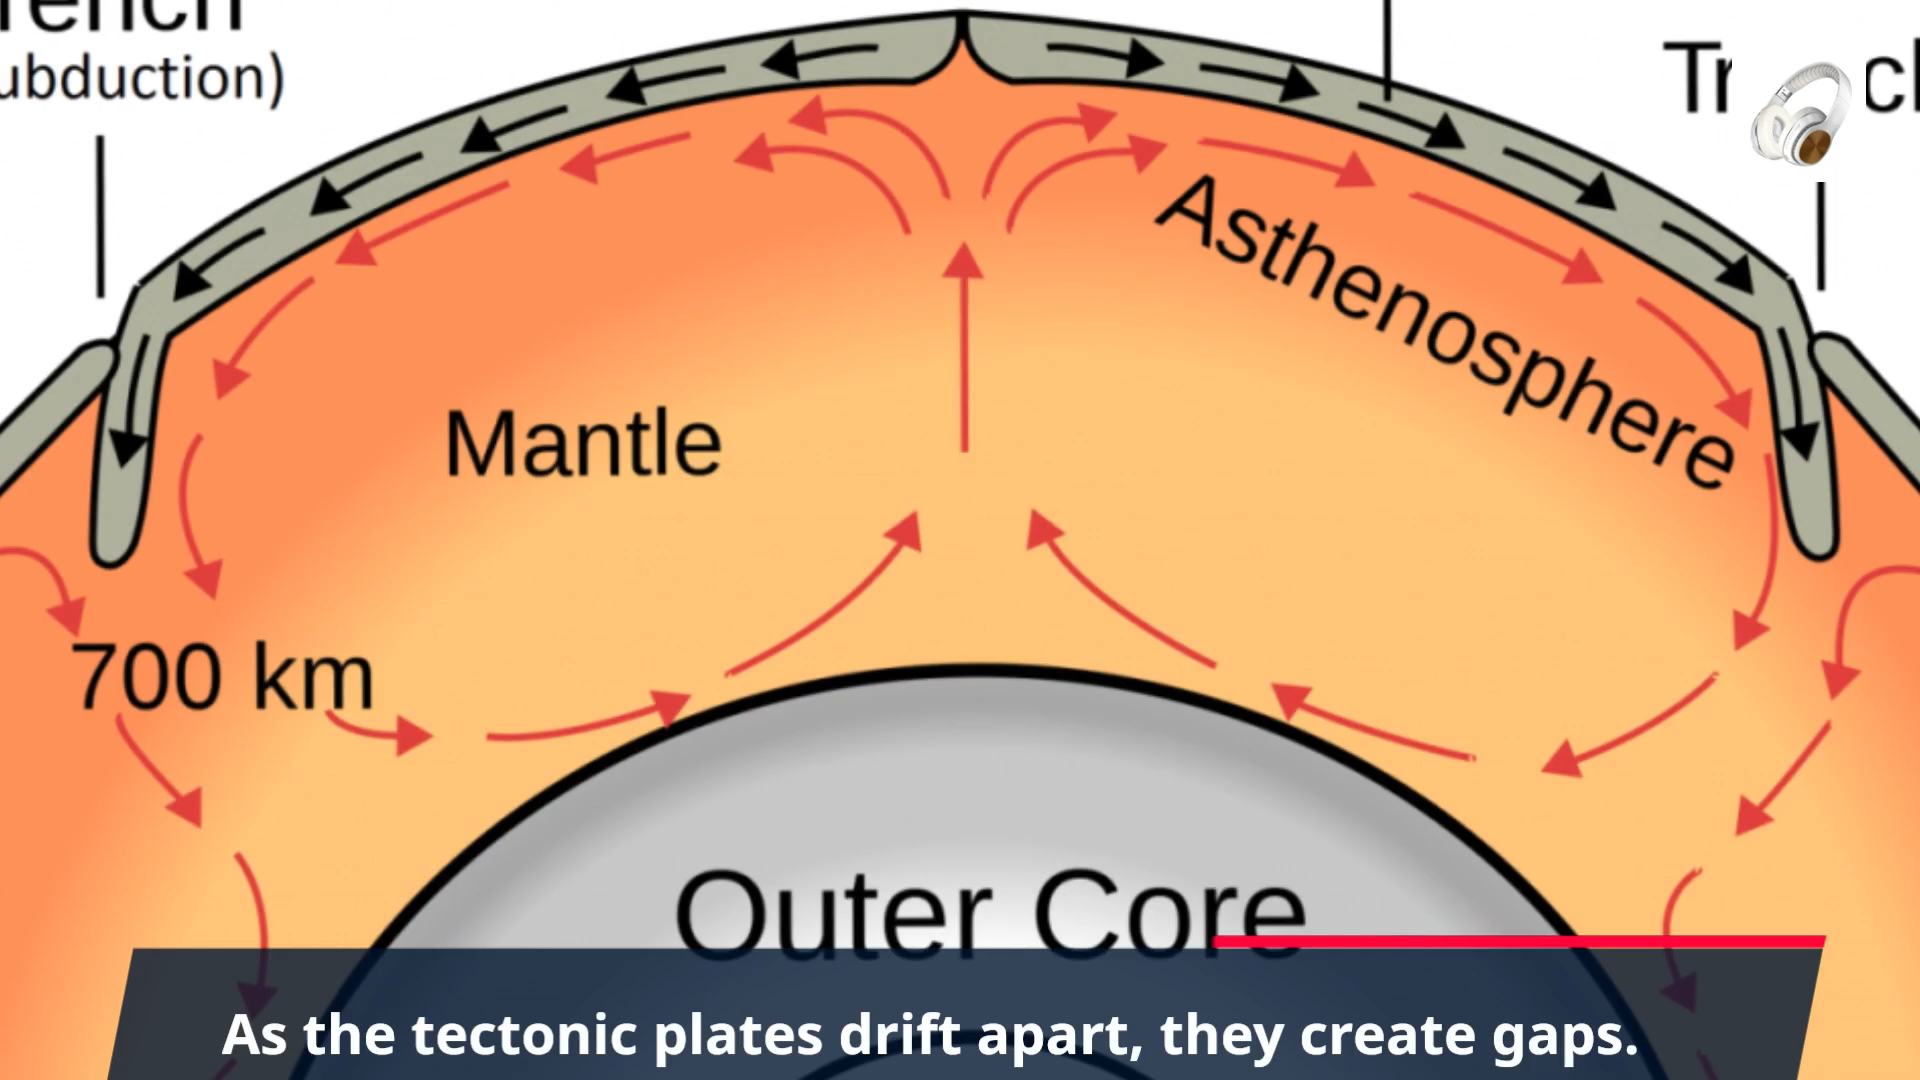 ubduction)
Asthenosphere
Mantle
700 km
Outer Core
As the tectonic plates drift apart, they create gaps.